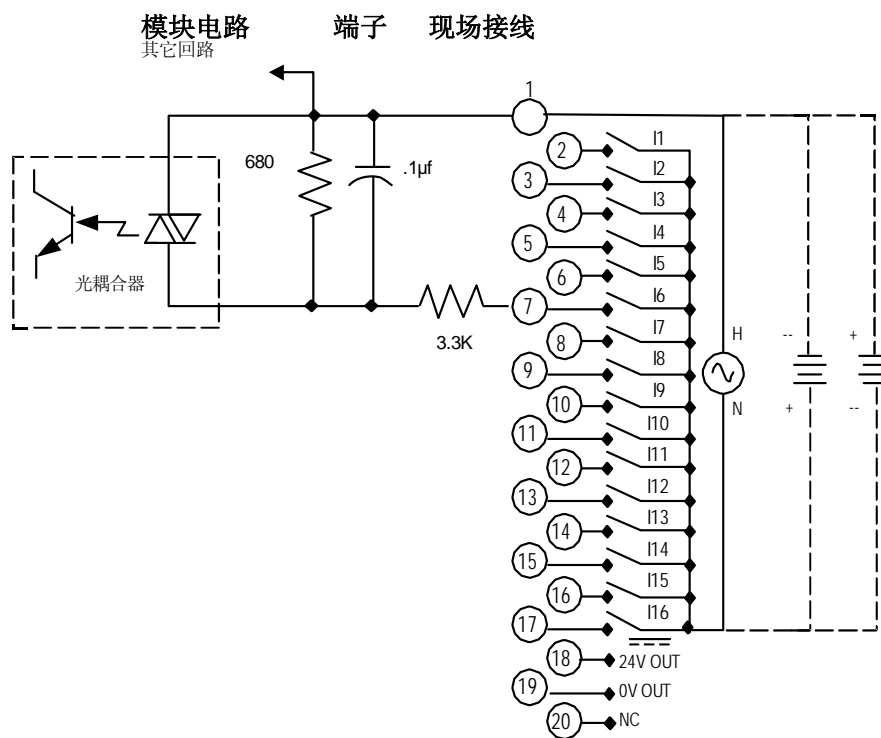 模块电路 端子 现场接线
其它回路
1
680
.1µf
光耦合器
3.3K
2 I1
3 I2
4 I3
5 I4
6 I5
7 I6
8 I7
9 I8
10 I9
11 I10
12 I11
13 I12
14 I13
15 I14
16 I15
17 I16
18 24V OUT
19 0V OUT
20 NC
H -- +
N + --